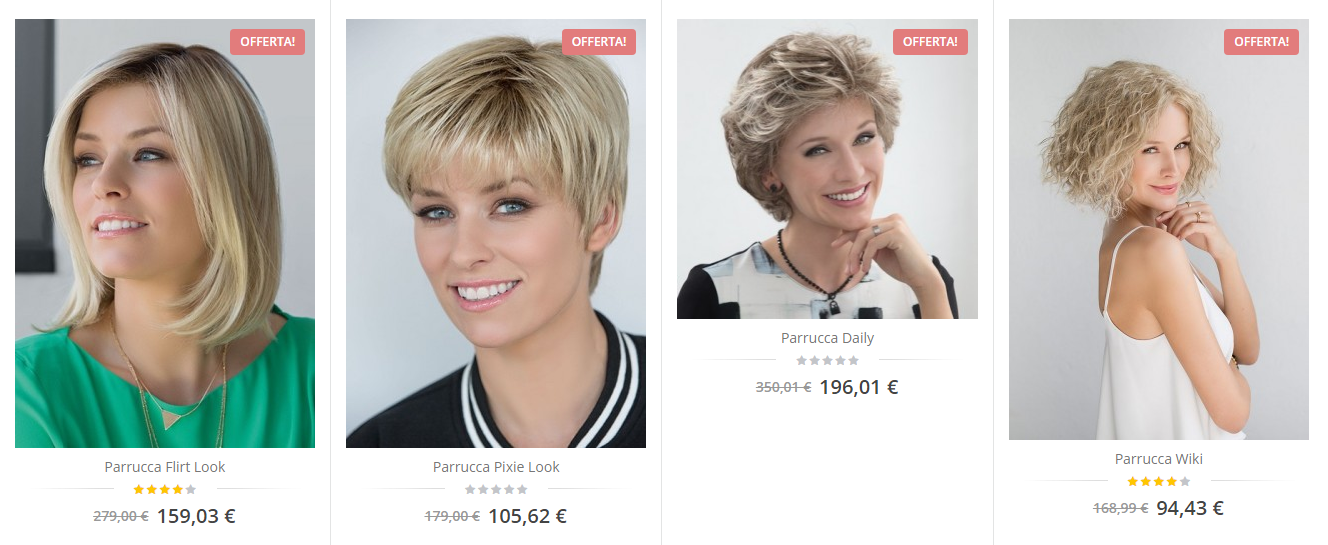 OFFERTA!
Parrucca Flirt Look
279,00 € 159,03 €
OFFERTA!
Parrucca Pixie Look
179,00 € 105,62 €
OFFERTA!
Parrucca Daily
350,01 € 196,01 €
OFFERTA!
Parrucca Wiki
168,99 € 94,43 €